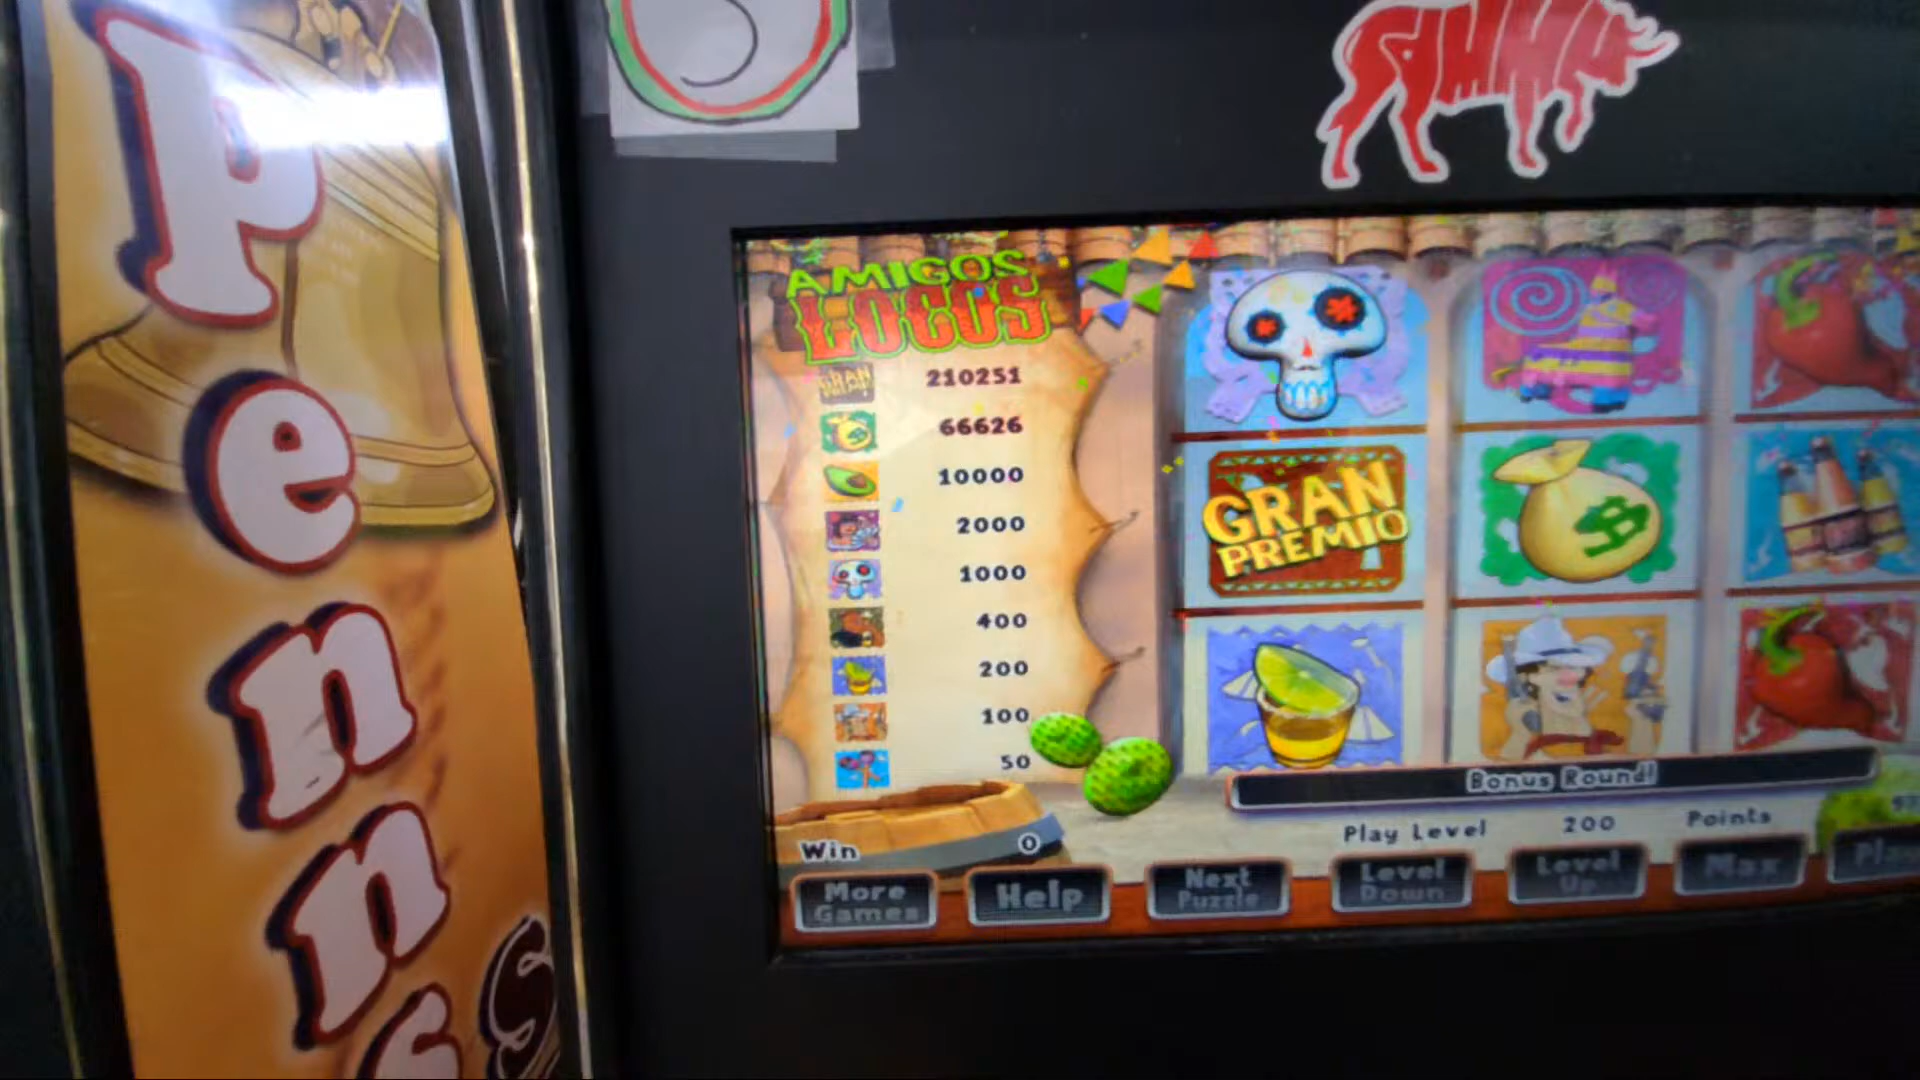 Penn
S
AMIGOS
LOCOS
GRAN
210251
66626
10000
2000
1000
400
200
100
50
GRAN
PREMIO
Bonus Round!
Play Level 200 Points
Win 0
More
Games
Help
Next
Puzzle
Level
Down
Level
Up
Max